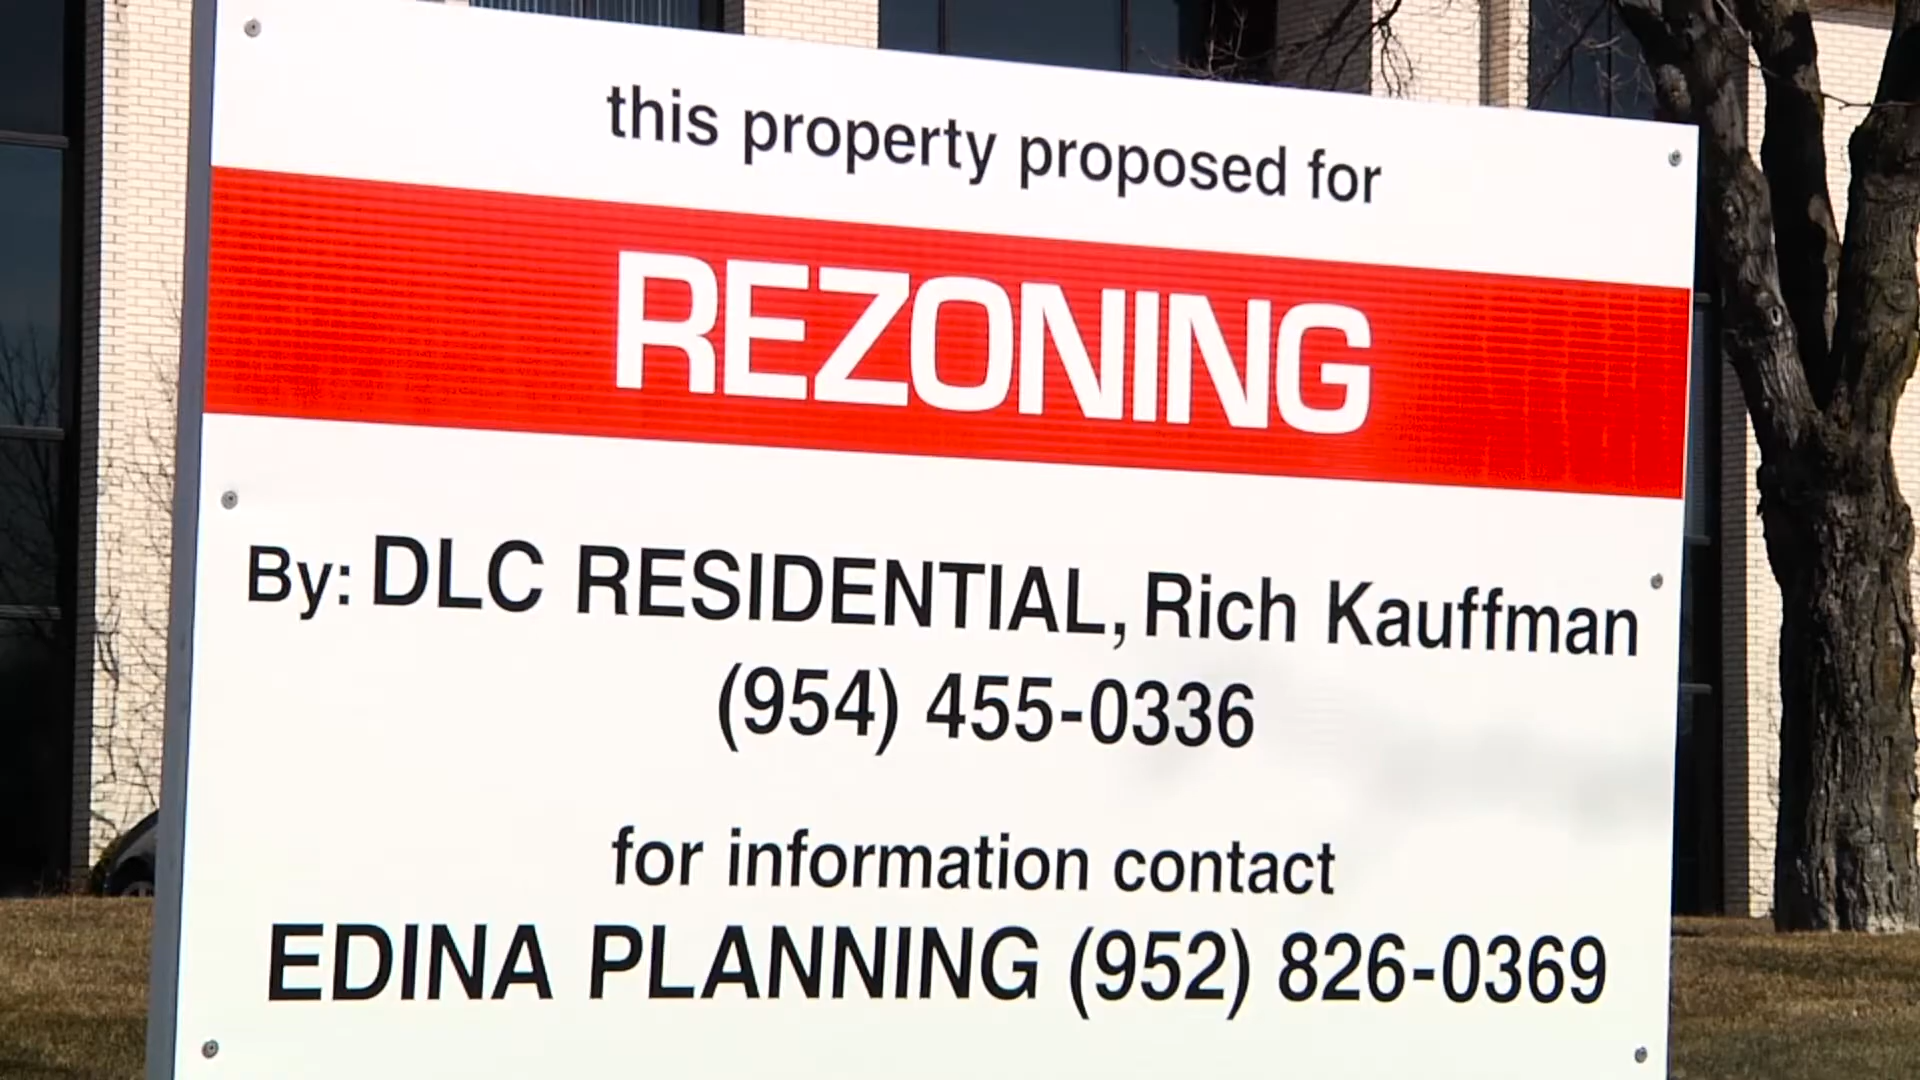 this property proposed for
REZONING
By: DLC RESIDENTIAL, Rich Kauffman
(954) 455-0336
for information contact
EDINA PLANNING (952) 826-0369